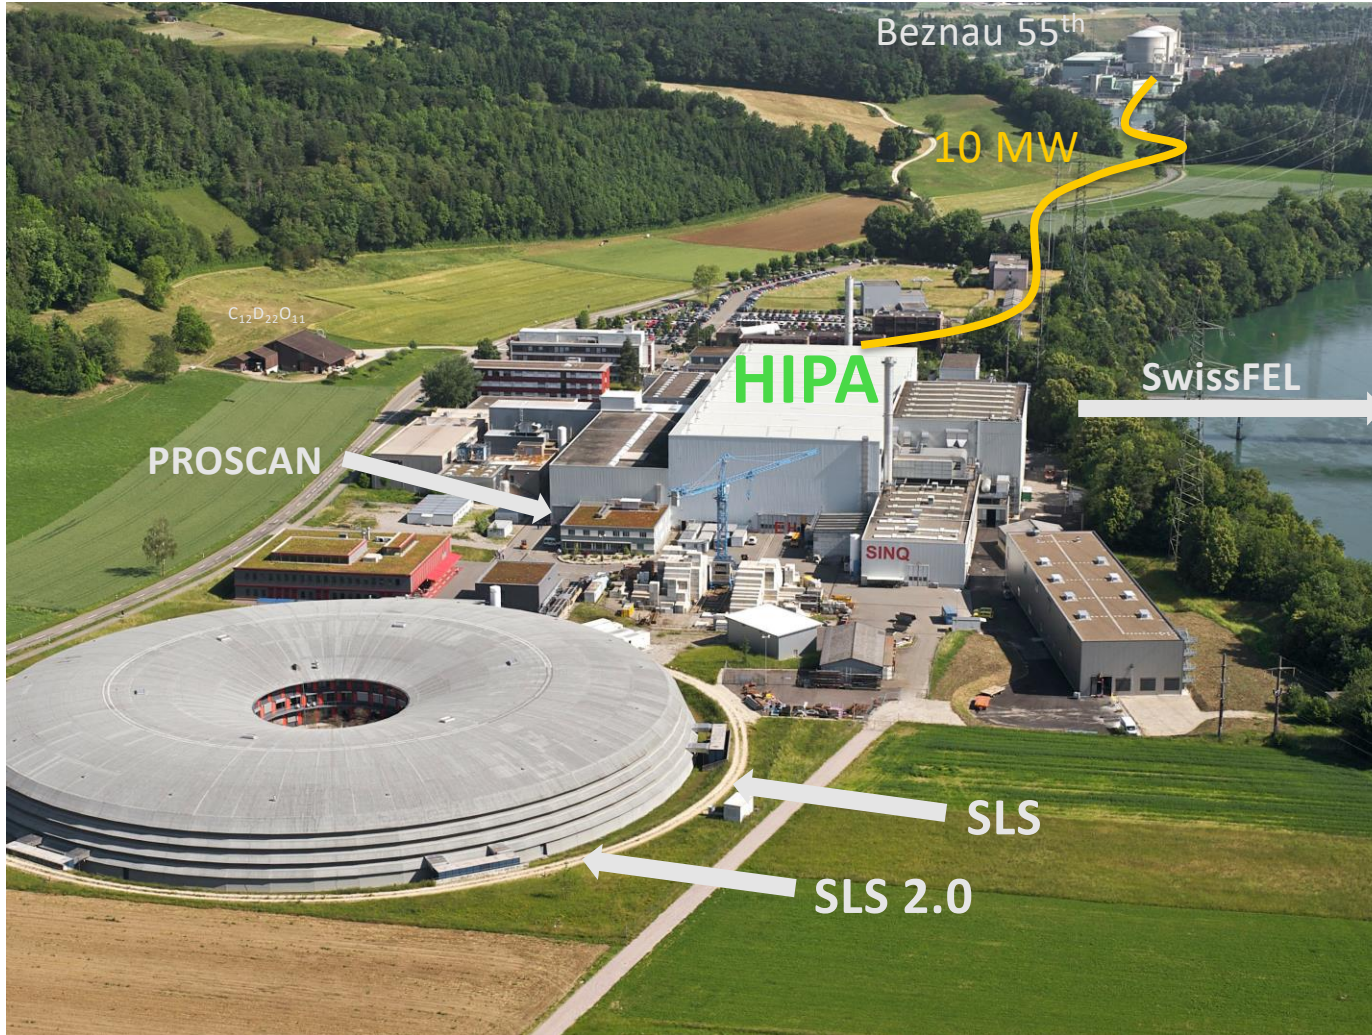 Beznau 55th
10 MW
C12D22O11
HIPA
SwissFEL
PROSCAN
SINQ
SLS
SLS 2.0